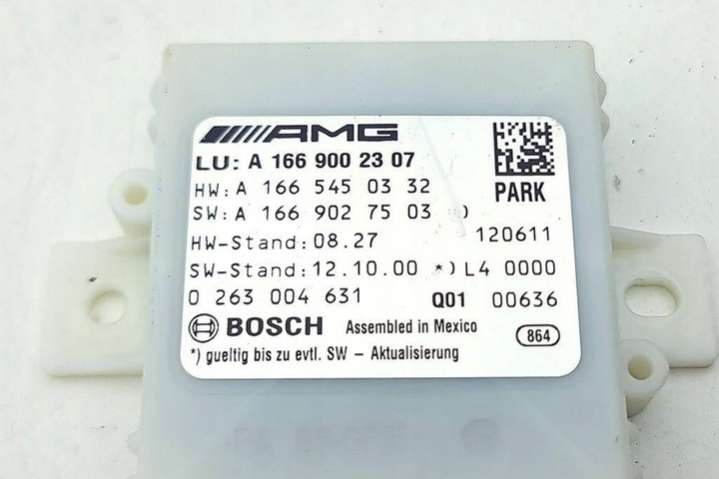 AMG
LU: A 166 900 23 07
HW: A 166 545 03 32
PARK
SW: A 166 902 75 03 *)
HW-Stand: 08.27 120611
SW-Stand: 12.10.00 *) L4 0000
0 263 004 631 Q01 00636
BOSCH Assembled in Mexico 864
*) gueltig bis zu evtl. SW - Aktualisierung